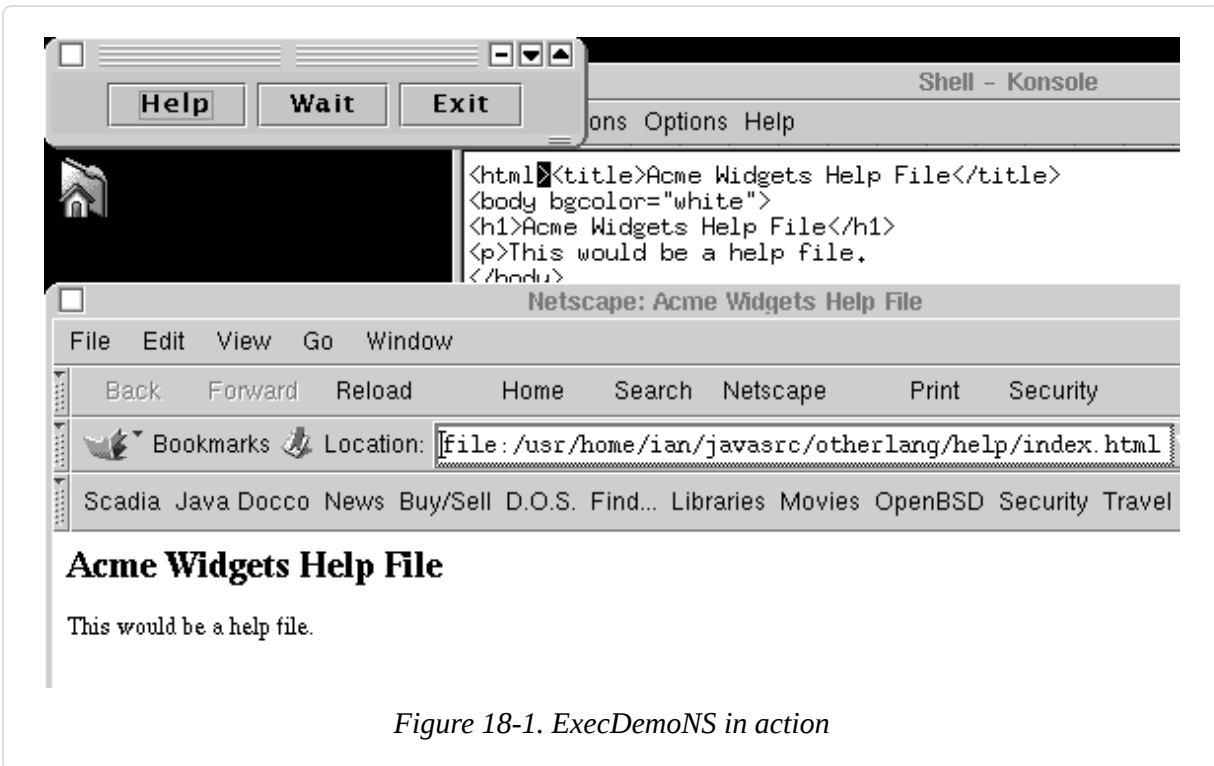 Help Wait Exit
Shell – Konsole
ons Options Help
<html><title>Acme Widgets Help File</title>
<body bgcolor="white">
<h1>Acme Widgets Help File</h1>
<p>This would be a help file.
</body>
Netscape: Acme Widgets Help File
File Edit View Go Window
Back Forward Reload Home Search Netscape Print Security
Bookmarks Location: file:/usr/home/ian/javasrc/otherlang/help/index.html
Scadia Java Docco News Buy/Sell D.O.S. Find... Libraries Movies OpenBSD Security Travel
Acme Widgets Help File
This would be a help file.
Figure 18-1. ExecDemoNS in action